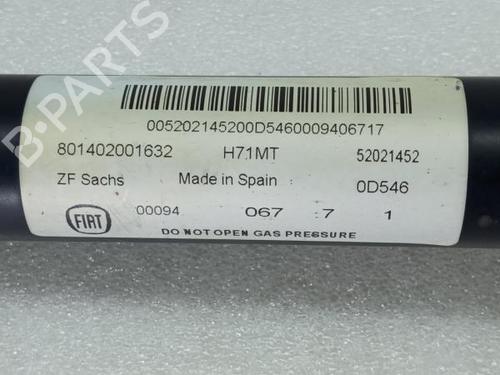 B-PARTS
005202145200D5460009406717
801402001632 H71MT 52021452
ZF Sachs Made in Spain 0D546
FIAT 00094 067 7 1
DO NOT OPEN GAS PRESSURE